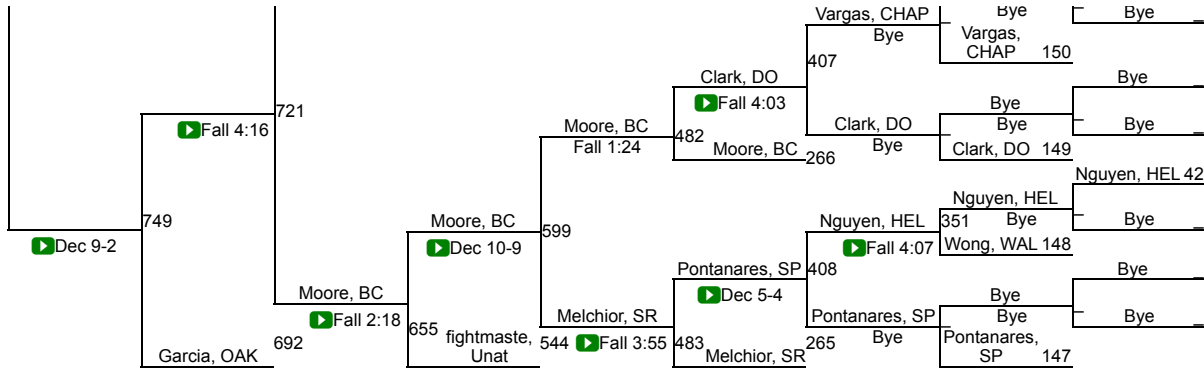 Vargas, CHAP
Bye
Bye
Bye
Vargas,
CHAP 150
407
Clark, DO
Fall 4:03
Bye
Bye
Bye
Bye
Clark, DO
Bye
Clark, DO 149
721
Fall 4:16
Moore, BC
Fall 1:24
482
Moore, BC 266
Nguyen, HEL 42
Nguyen, HEL
Bye
Bye
351
Wong, WAL 148
749
Dec 9-2
Moore, BC
Dec 10-9
599
Nguyen, HEL
Fall 4:07
Pontanares, SP
Dec 5-4
408
Bye
Bye
Bye
Bye
Moore, BC
Fall 2:18
Melchior, SR
Fall 3:55
Pontanares, SP
Bye
Pontanares,
SP 147
655
fightmaste,
Unat
544
483
265
Garcia, OAK
692
Melchior, SR